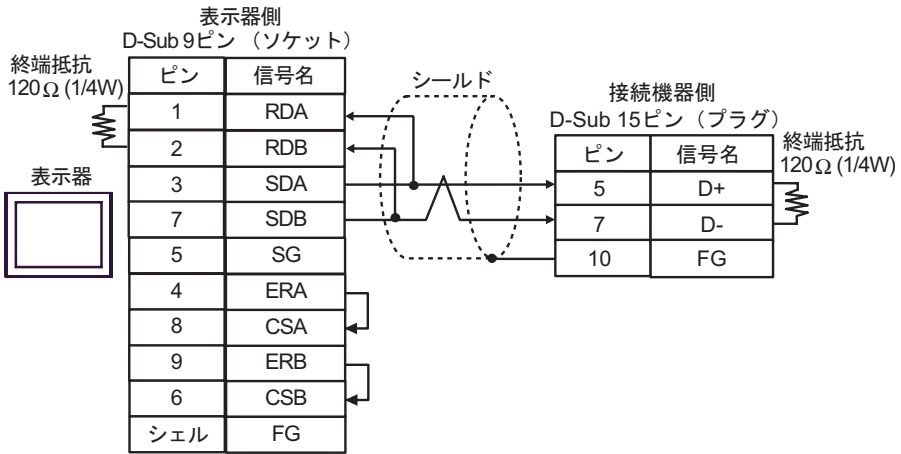 表示器側
D-Sub 9ピン （ソケット）
終端抵抗
120Ω (1/4W)
表示器
ピン 信号名
1 RDA
2 RDB
3 SDA
7 SDB
5 SG
4 ERA
8 CSA
9 ERB
6 CSB
シェル FG
シールド
接続機器側
D-Sub 15ピン（プラグ）
ピン 信号名
5 D+
7 D-
10 FG
終端抵抗
120Ω (1/4W)